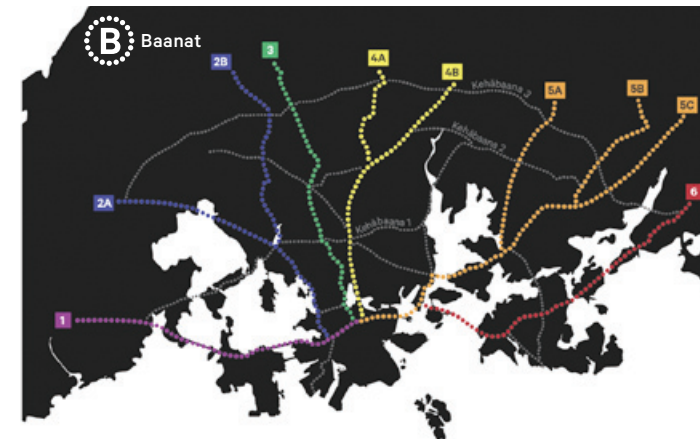 B Baanat
2B
3
4A
4B
5A
5B
5C
Kehäbaana 3
Kehäbaana 2
2A
6
Kehäbaana 1
1